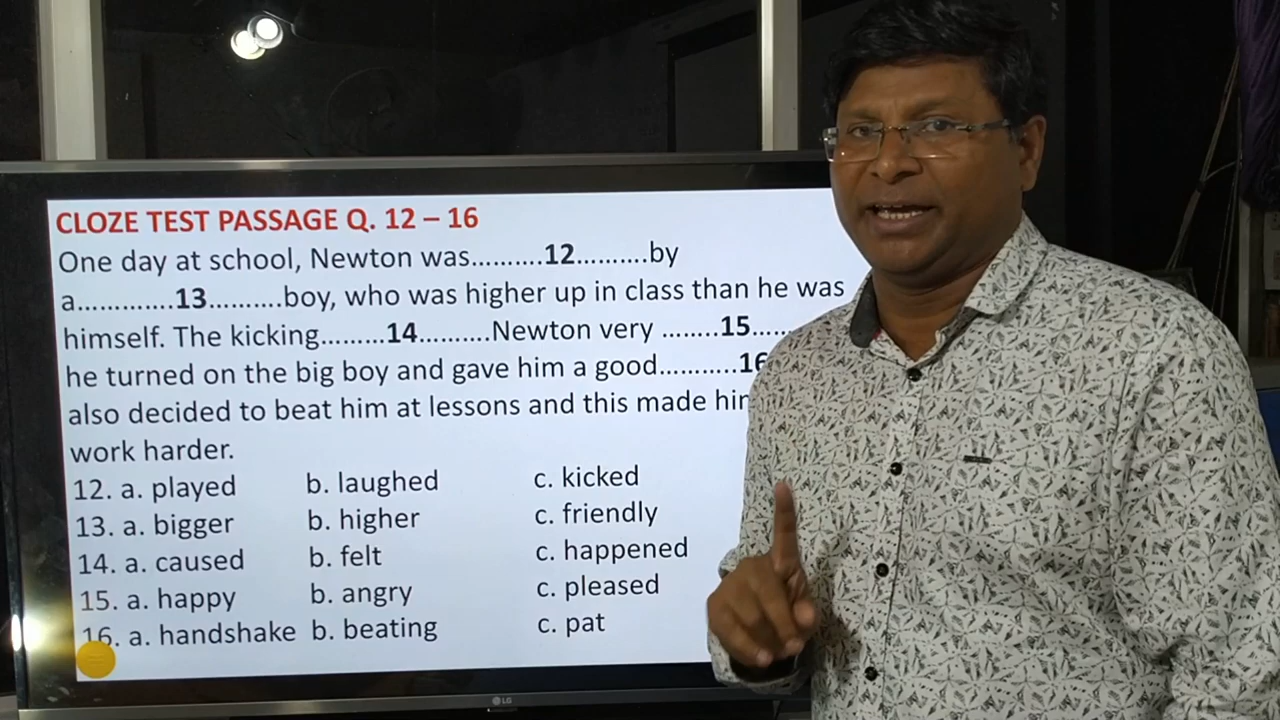 CLOZE TEST PASSAGE Q. 12 – 16
One day at school, Newton was..........12..........by
a.............13..........boy, who was higher up in class than he was
himself. The kicking.........14..........Newton very ........15......
he turned on the big boy and gave him a good...........16
also decided to beat him at lessons and this made
work harder.
12. a. played b. laughed c. kicked
13. a. bigger b. higher c. friendly
14. a. caused b. felt c. happened
15. a. happy b. angry c. pleased
16. a. handshake b. beating c. pat
LG